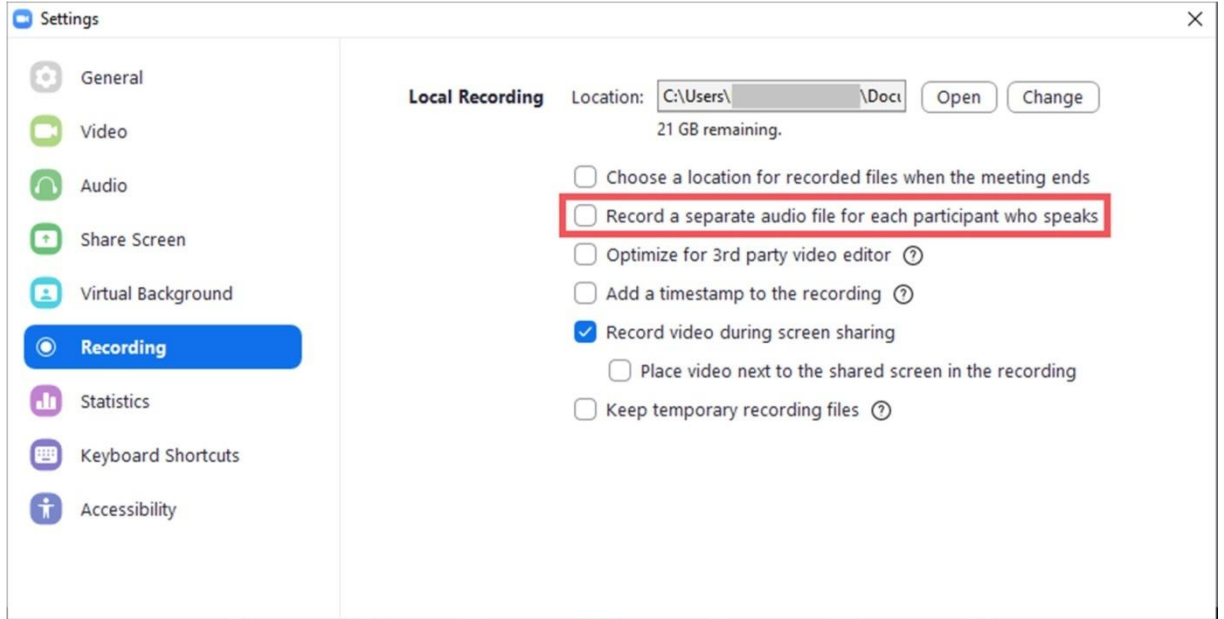 Settings
General
Video
Audio
Share Screen
Virtual Background
Recording
Statistics
Keyboard Shortcuts
Accessibility
Local Recording Location: C:\Users\ \Docu Open Change
21 GB remaining.
Choose a location for recorded files when the meeting ends
Record a separate audio file for each participant who speaks
Optimize for 3rd party video editor ?
Add a timestamp to the recording ?
Record video during screen sharing
Place video next to the shared screen in the recording
Keep temporary recording files ?